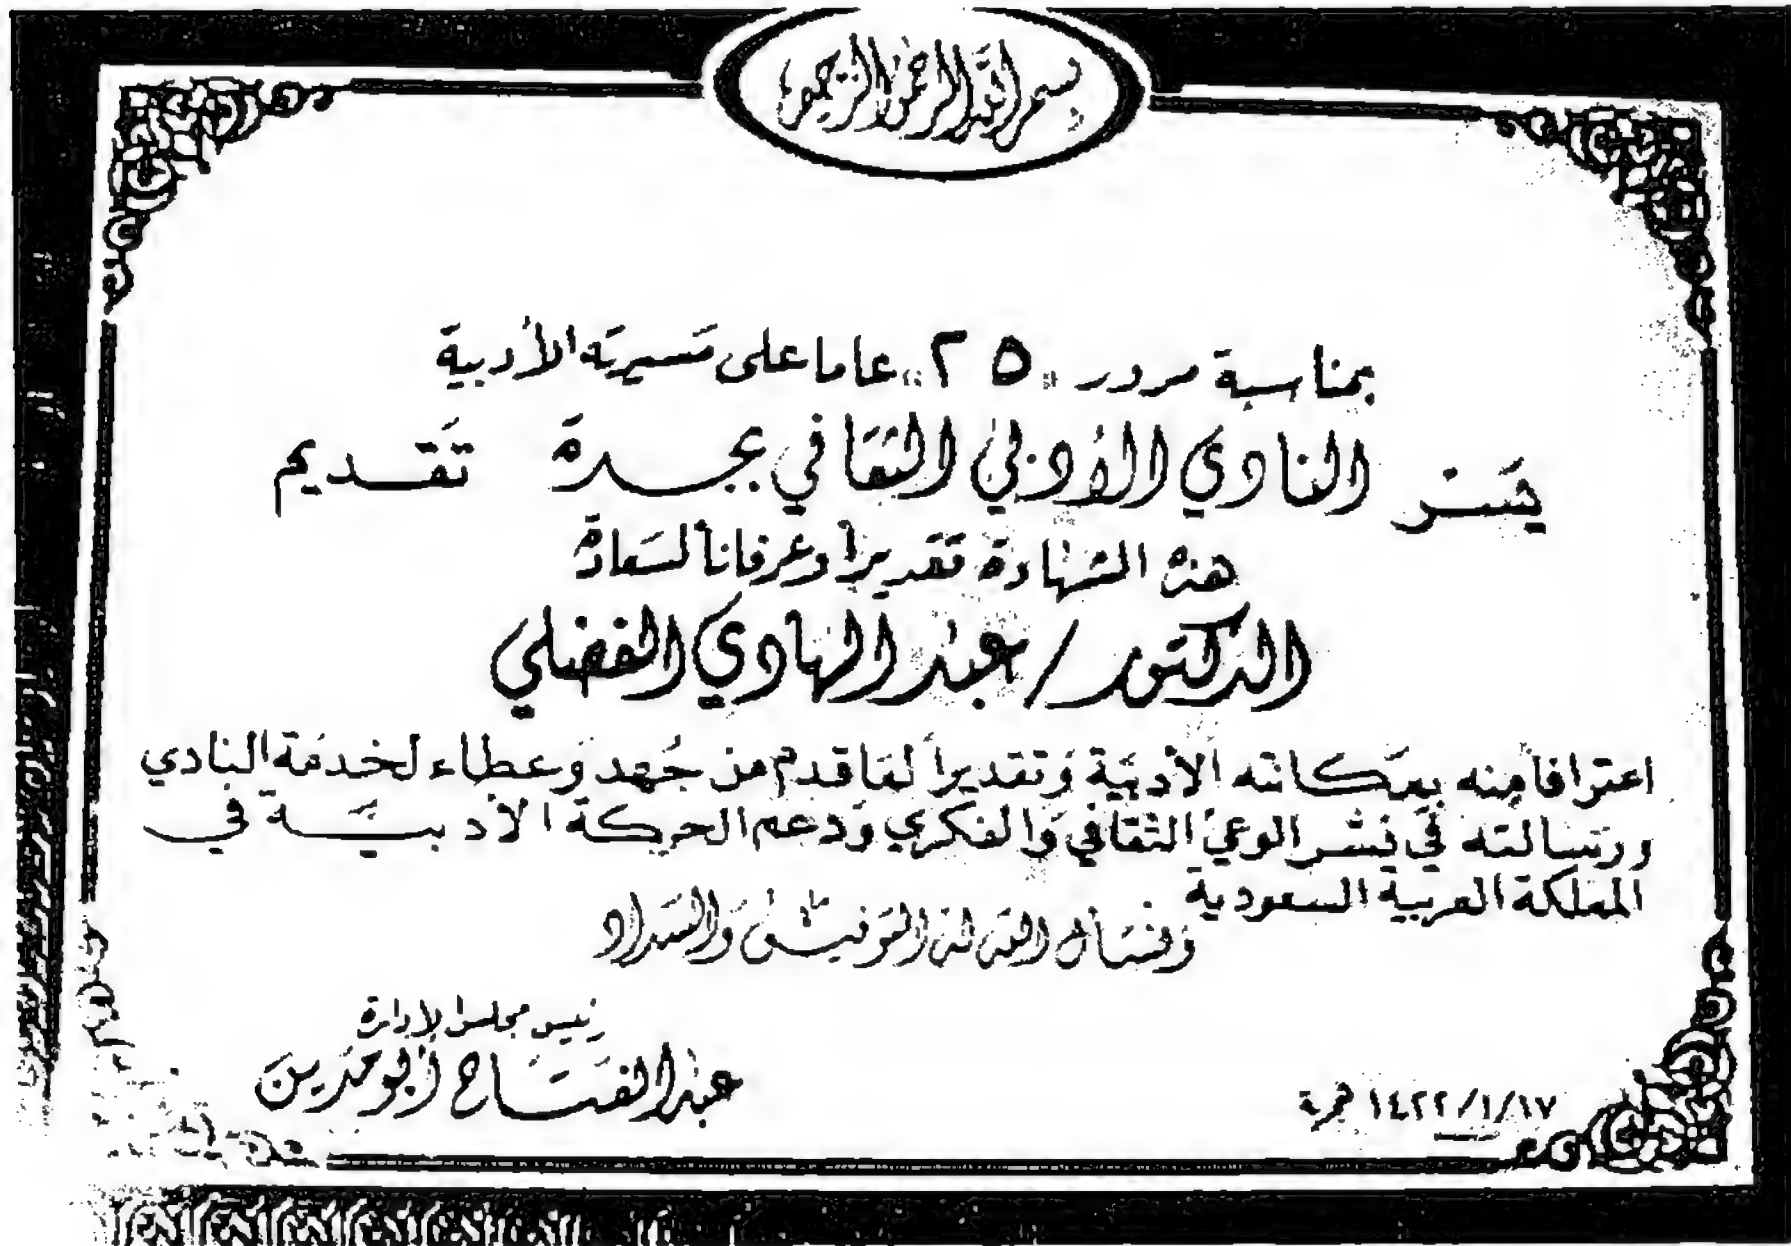 بسم الله الرحمن الرحيم
بمناسبة مرور «٢٥» عاما على مسيرته الأدبية
يسر النادي الأدبي الثقافي بجدة تقديم
هذه الشهادة تقديراً وعرفاناً لسعادة
الدكتور / عبد الهادي الفضلي
اعترافا منه بمكانته الأدبية وتقديراً لما قدم من جهد وعطاء لخدمة النادي
ورسالته في نشر الوعي الثقافي والفكري ودعم الحركة الأدبية في
المملكة العربية السعودية
ونسأل الله له التوفيق والسداد
رئيس مجلس الإدارة
عبد الفتاح أبو مدين
١٤٢٢/١/١٧ هجرية